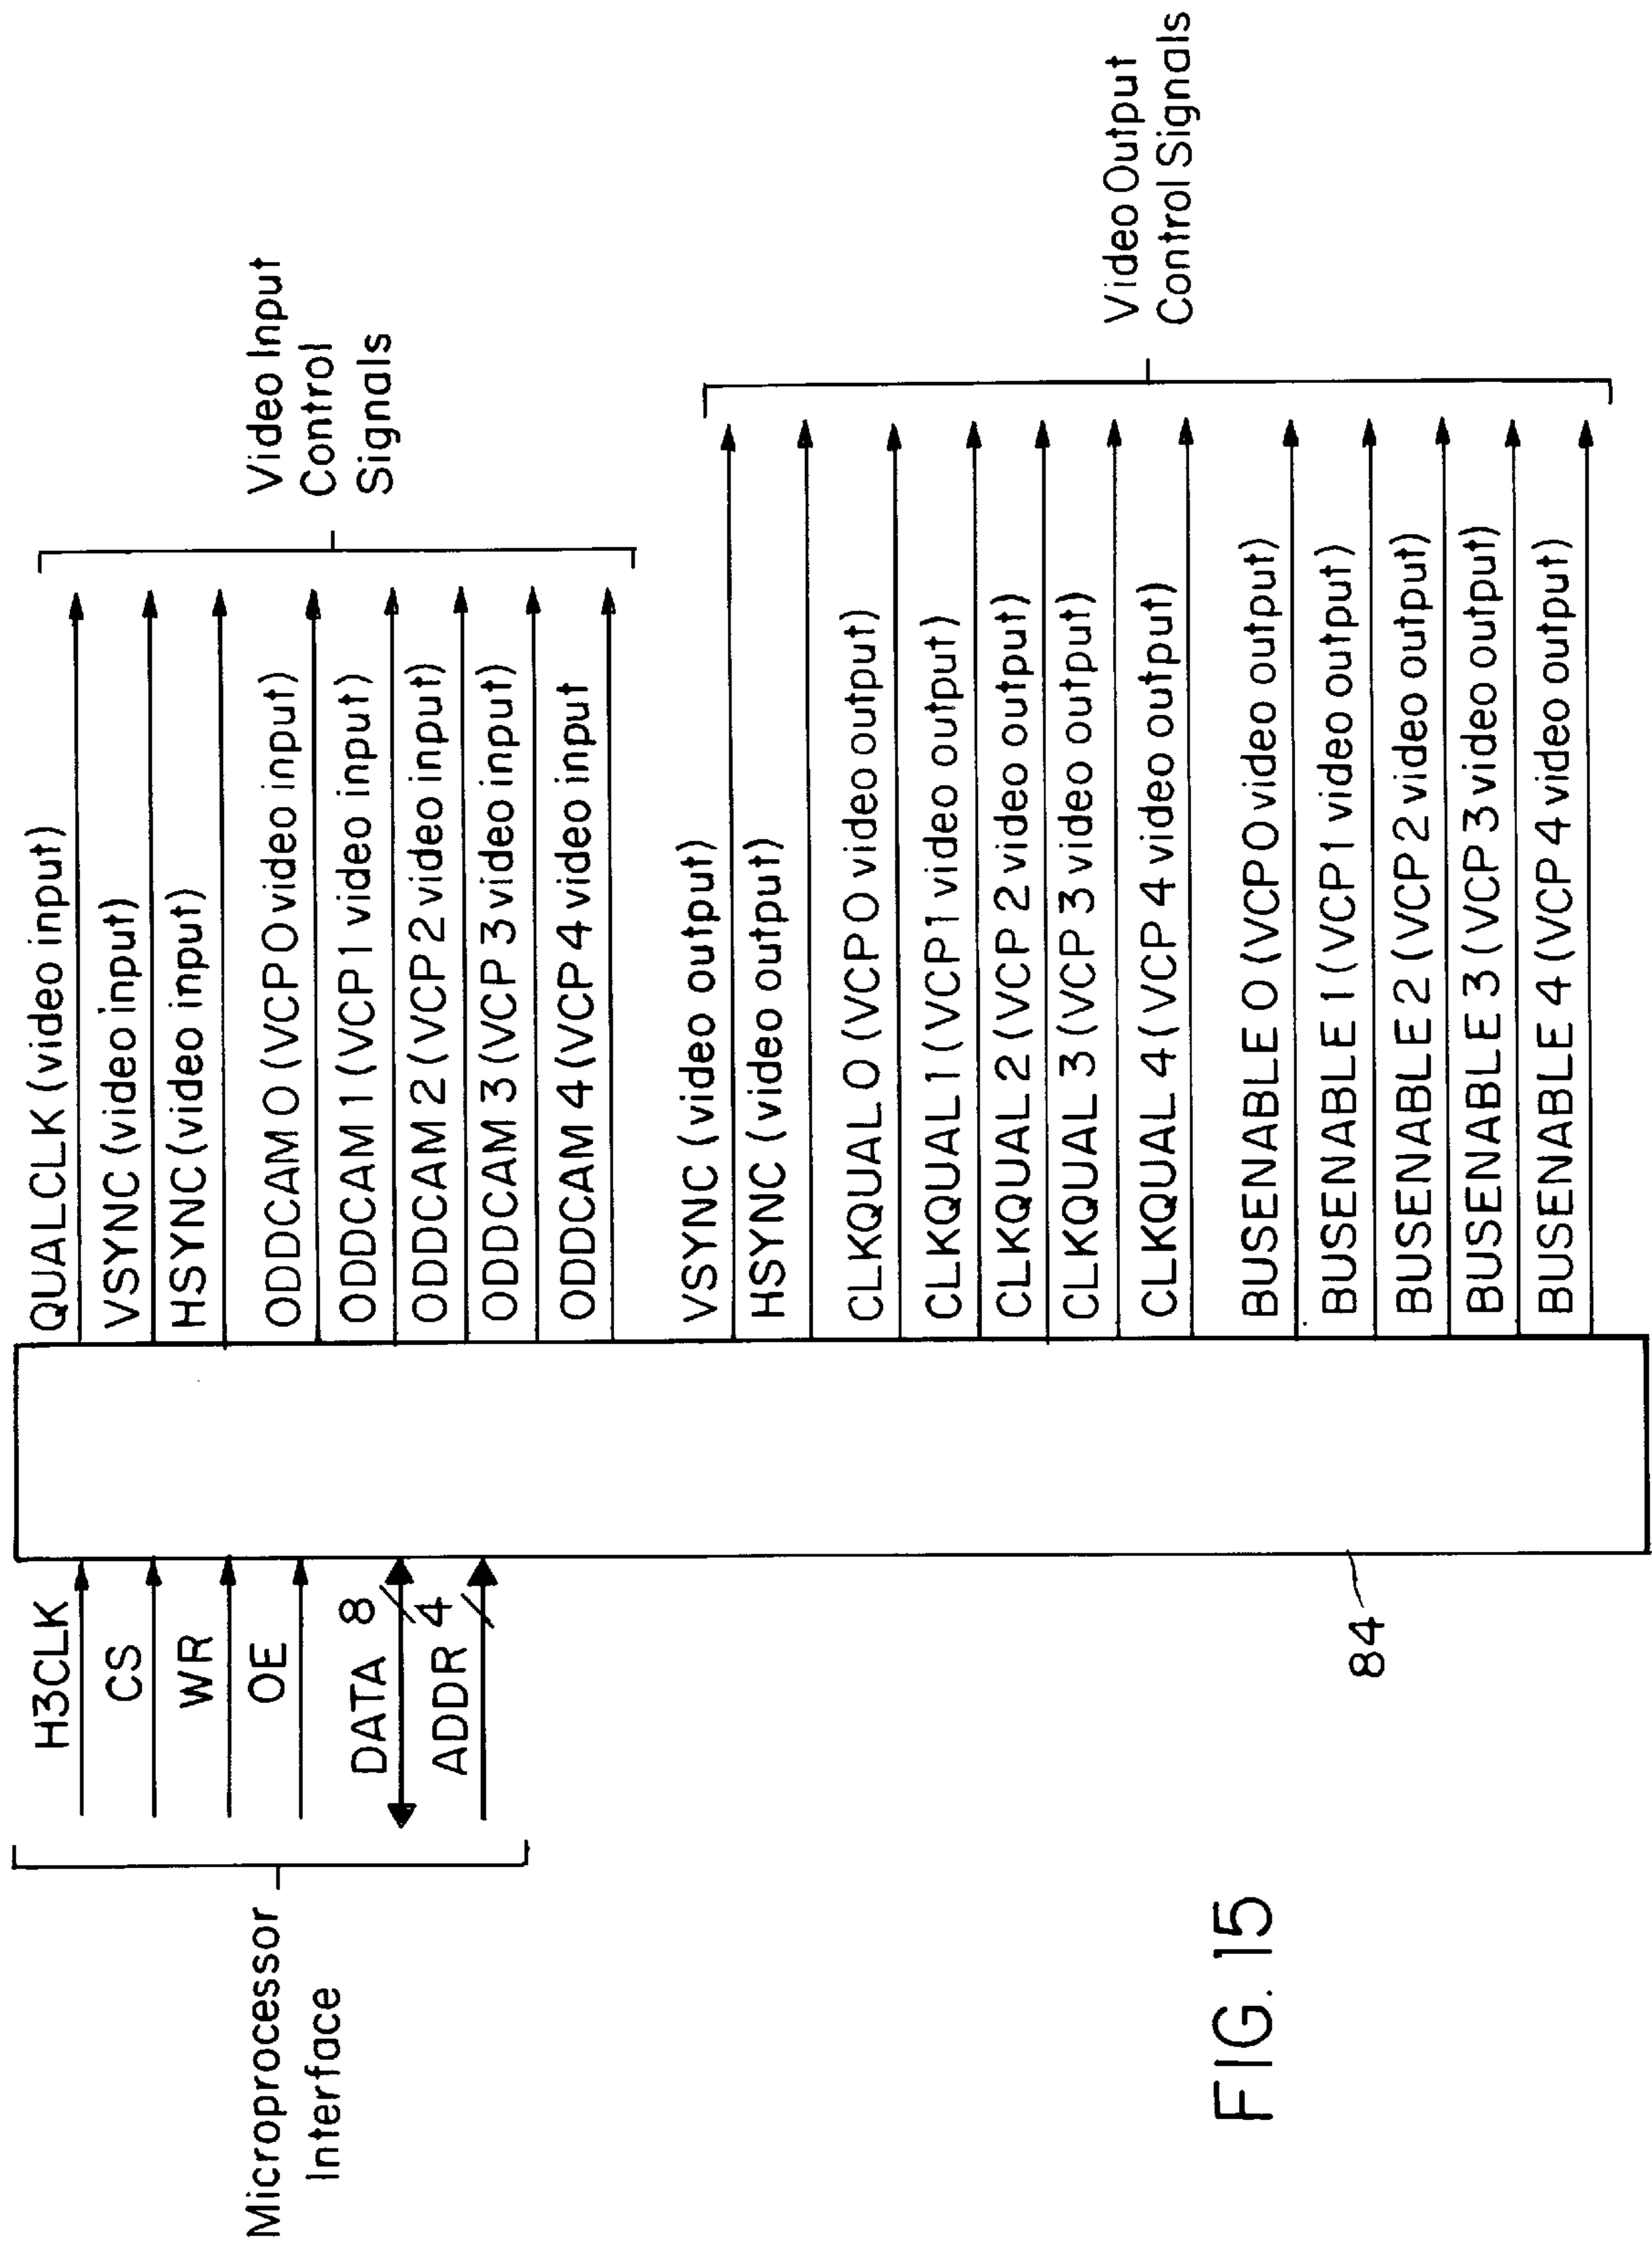 Microprocessor
Interface
H3CLK
CS
WR
OE
DATA 8
ADDR 4
QUALCLK (video input)
VSYNC (video input)
HSYNC (video input)
ODDCAM 0 (VCP 0 video input)
ODDCAM 1 (VCP 1 video input)
ODDCAM 2 (VCP 2 video input)
ODDCAM 3 (VCP 3 video input)
ODDCAM 4 (VCP 4 video input
Video Input
Control
Signals
VSYNC (video output)
HSYNC (video output)
CLKQUAL 0 (VCP 0 video output)
CLKQUAL 1 (VCP 1 video output)
CLKQUAL 2 (VCP 2 video output)
CLKQUAL 3 (VCP 3 video output)
CLKQUAL 4 (VCP 4 video output)
BUSENABLE 0 (VCP 0 video output)
BUSENABLE 1 (VCP 1 video output)
BUSENABLE 2 (VCP 2 video output)
BUSENABLE 3 (VCP 3 video output)
BUSENABLE 4 (VCP 4 video output)
Video Output
Control Signals
84
FIG. 15